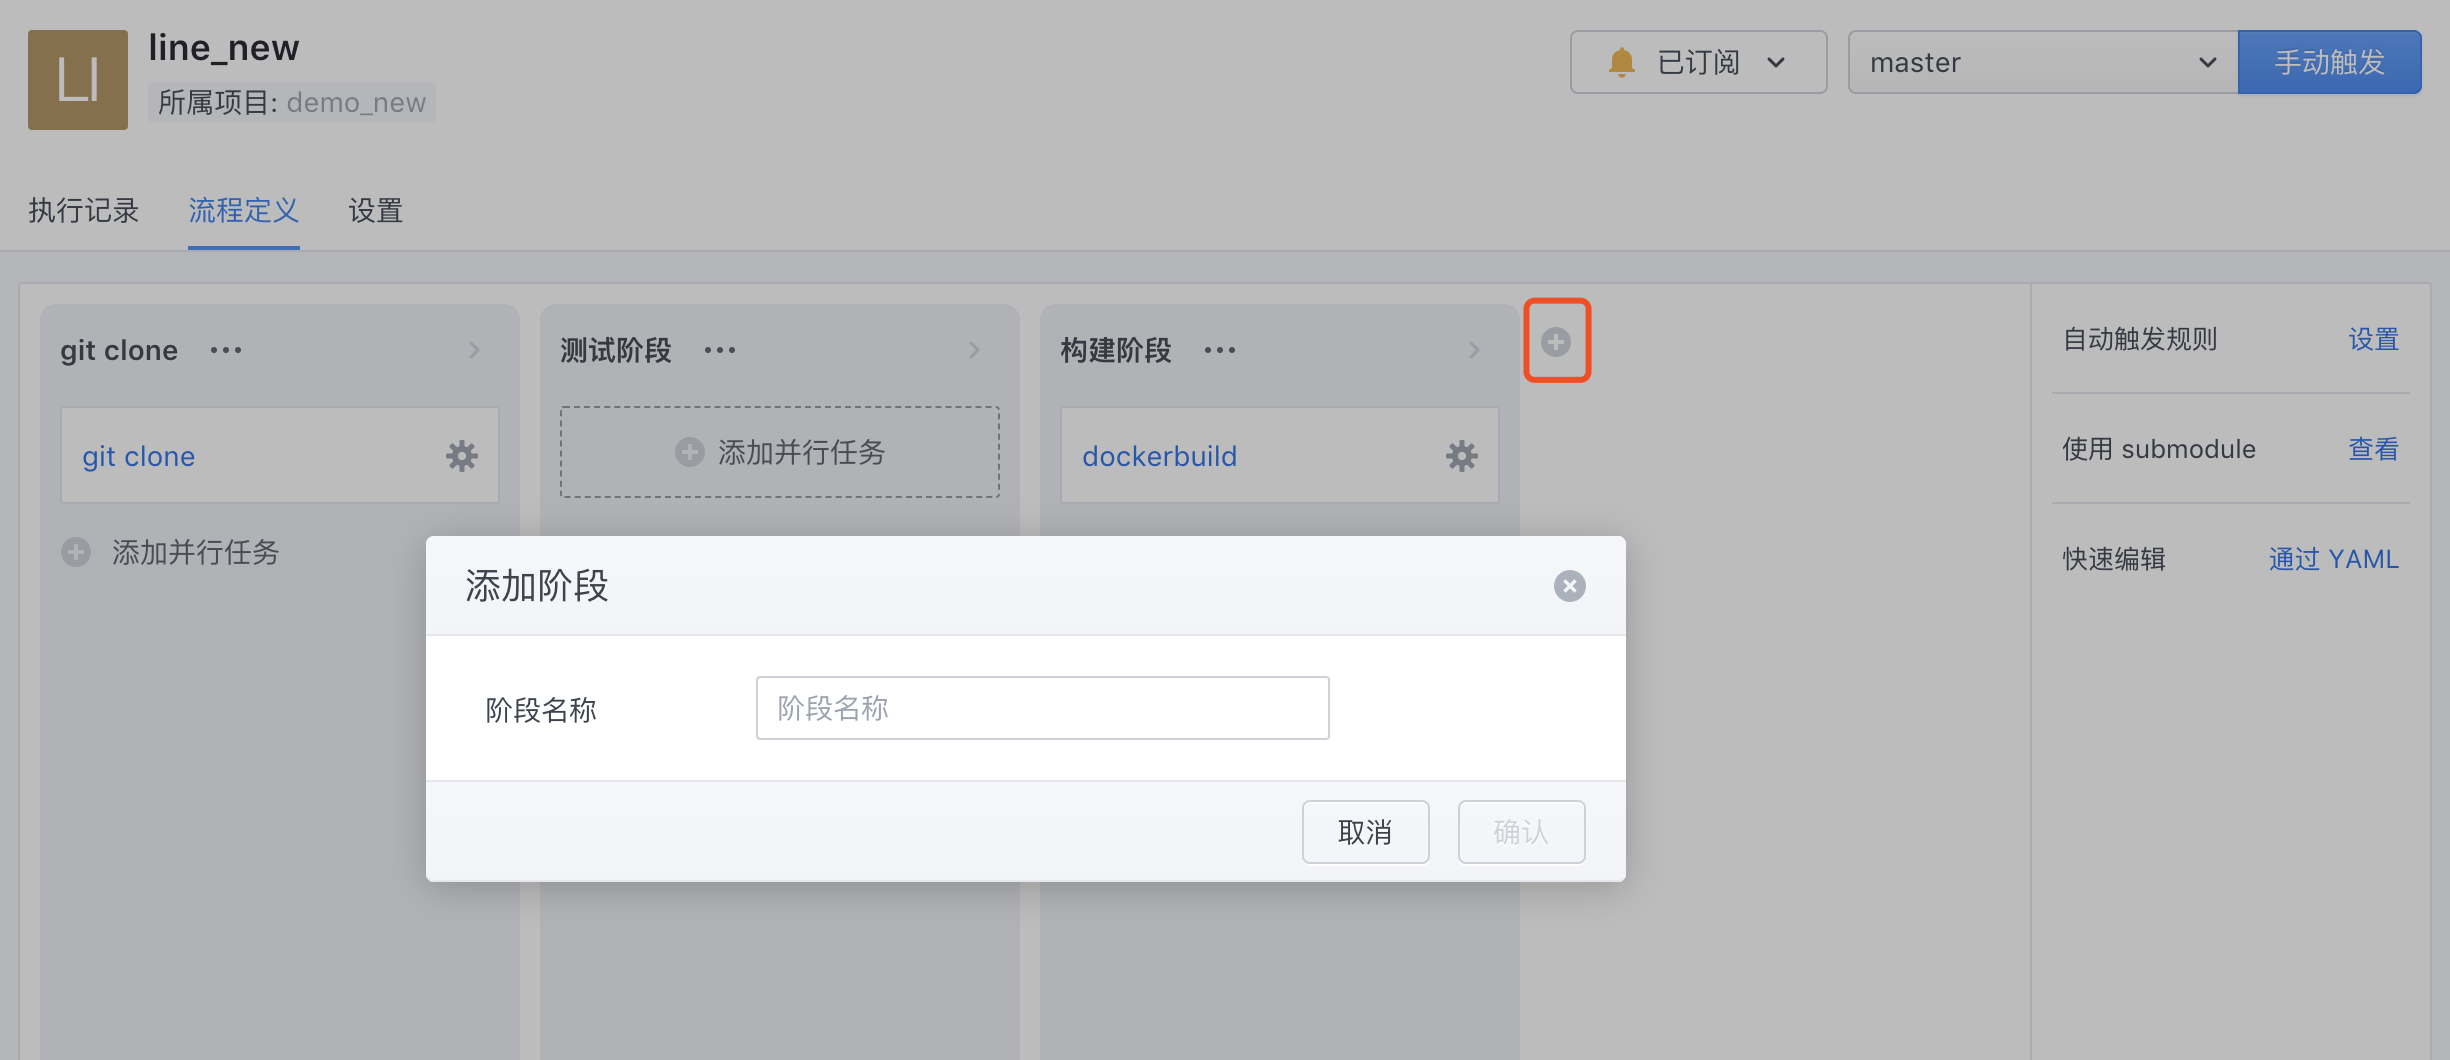 LI
line_new
所属项目: demo_new
已订阅
master
手动触发
执行记录
流程定义
设置
git clone
测试阶段
构建阶段
git clone
添加并行任务
dockerbuild
添加并行任务
自动触发规则
设置
使用 submodule
查看
快速编辑
通过 YAML
添加阶段
阶段名称
阶段名称
取消
确认